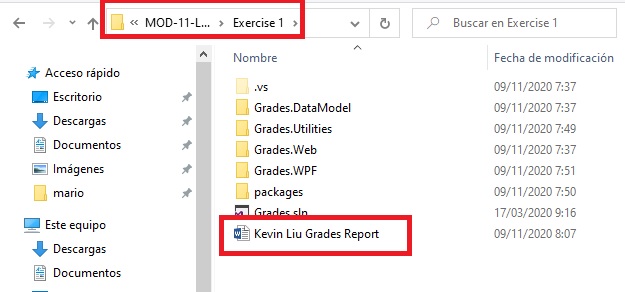 « MOD-11-L... > Exercise 1 >
Buscar en Exercise 1
Nombre
Fecha de modificación
Acceso rápido
Escritorio
Descargas
Documentos
Imágenes
mario
Este equipo
Descargas
Documentos
.vs 09/11/2020 7:37
Grades.DataModel 09/11/2020 7:37
Grades.Utilities 09/11/2020 7:49
Grades.Web 09/11/2020 7:37
Grades.WPF 09/11/2020 7:51
packages 09/11/2020 7:50
Grades.sln 17/03/2020 9:16
Kevin Liu Grades Report 09/11/2020 8:07